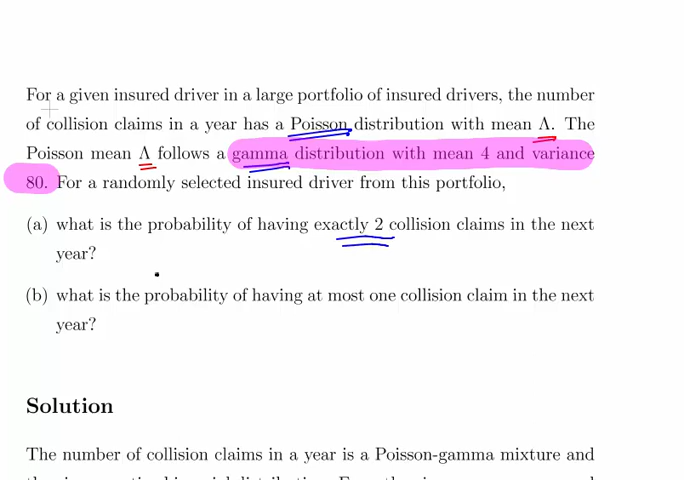 For a given insured driver in a large portfolio of insured drivers, the number
of collision claims in a year has a Poisson distribution with mean Λ. The
Poisson mean Λ follows a gamma distribution with mean 4 and variance
80. For a randomly selected insured driver from this portfolio,
(a) what is the probability of having exactly 2 collision claims in the next
year?
(b) what is the probability of having at most one collision claim in the next
year?
Solution
The number of collision claims in a year is a Poisson-gamma mixture and